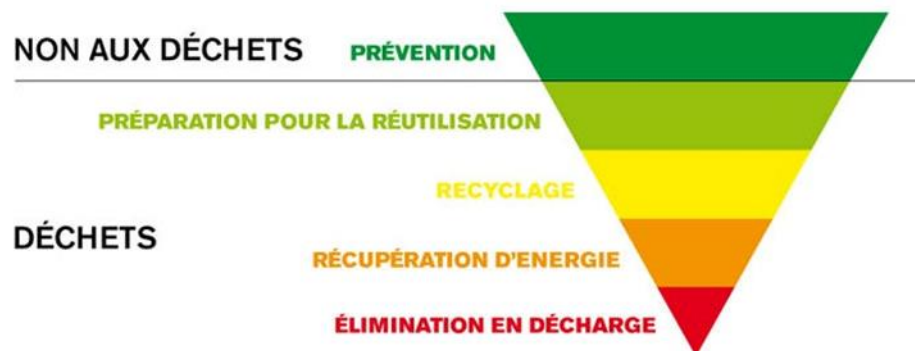 NON AUX DÉCHETS
PRÉVENTION
PRÉPARATION POUR LA RÉUTILISATION
RECYCLAGE
DÉCHETS
RÉCUPÉRATION D'ENERGIE
ÉLIMINATION EN DÉCHARGE